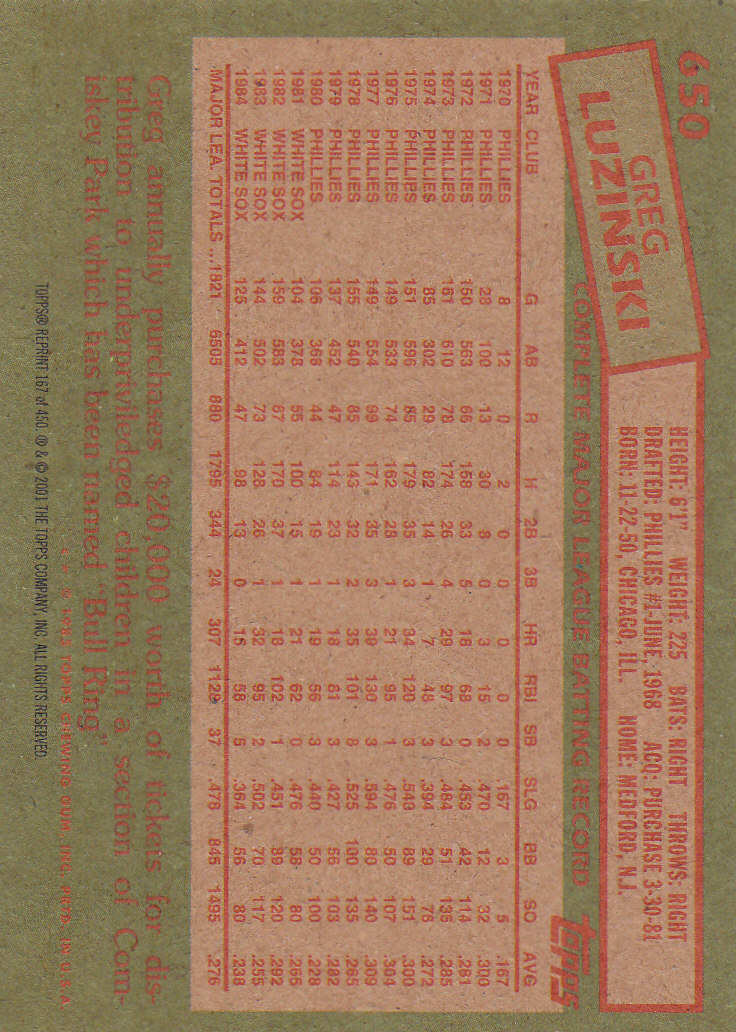 650
GREG
LUZINSKI
HEIGHT: 6'1" WEIGHT: 225 BATS: RIGHT THROWS: RIGHT
DRAFTED: PHILLIES #1-JUNE, 1968 ACQ: PURCHASE 3-30-81
BORN: 11-22-50, CHICAGO, ILL. HOME: MEDFORD, N.J.
COMPLETE MAJOR LEAGUE BATTING RECORD
topps
YEAR CLUB G AB R H 2B 3B HR RBI SB SLG BB SO AVG
1970 PHILLIES 8 12 0 2 0 0 0 0 0 .167 3 5 .167
1971 PHILLIES 28 100 13 30 8 0 3 15 2 .470 12 32 .300
1972 PHILLIES 150 563 66 158 33 5 18 68 0 .453 42 114 .281
1973 PHILLIES 161 610 78 174 26 4 29 97 3 .484 51 135 .285
1974 PHILLIES 85 302 29 82 14 1 7 48 3 .394 29 76 .272
1975 PHILLIES 151 596 85 179 35 3 34 120 3 .540 89 151 .300
1976 PHILLIES 149 533 74 162 28 1 21 95 1 .476 50 107 .304
1977 PHILLIES 149 554 99 171 35 3 39 130 3 .594 80 140 .309
1978 PHILLIES 155 540 85 143 32 2 35 101 8 .525 100 135 .265
1979 PHILLIES 137 452 47 114 23 1 18 81 3 .427 56 103 .282
1980 PHILLIES 106 368 44 84 19 1 19 56 3 .440 50 100 .228
1981 WHITE SOX 104 378 55 100 15 1 21 62 0 .476 58 80 .265
1982 WHITE SOX 159 583 87 170 37 1 18 102 1 .451 89 120 .292
1983 WHITE SOX 144 502 73 128 26 1 32 95 2 .502 70 117 .255
1984 WHITE SOX 125 412 47 98 13 0 15 58 5 .364 56 80 .238
MAJOR LEA. TOTALS ...1821 6505 880 1795 344 24 307 1128 37 .478 845 1495 .276
Greg annually purchases $20,000 worth of tickets for dis-
tribution to underpriviledged children in a section of Com-
iskey Park which has been named "Bull Ring"
© 1985 TOPPS CHEWING GUM, INC. PRTD. IN U.S.A.
TOPPS® REPRINT 167 of 450. ® & © 2001 THE TOPPS COMPANY, INC. ALL RIGHTS RESERVED.